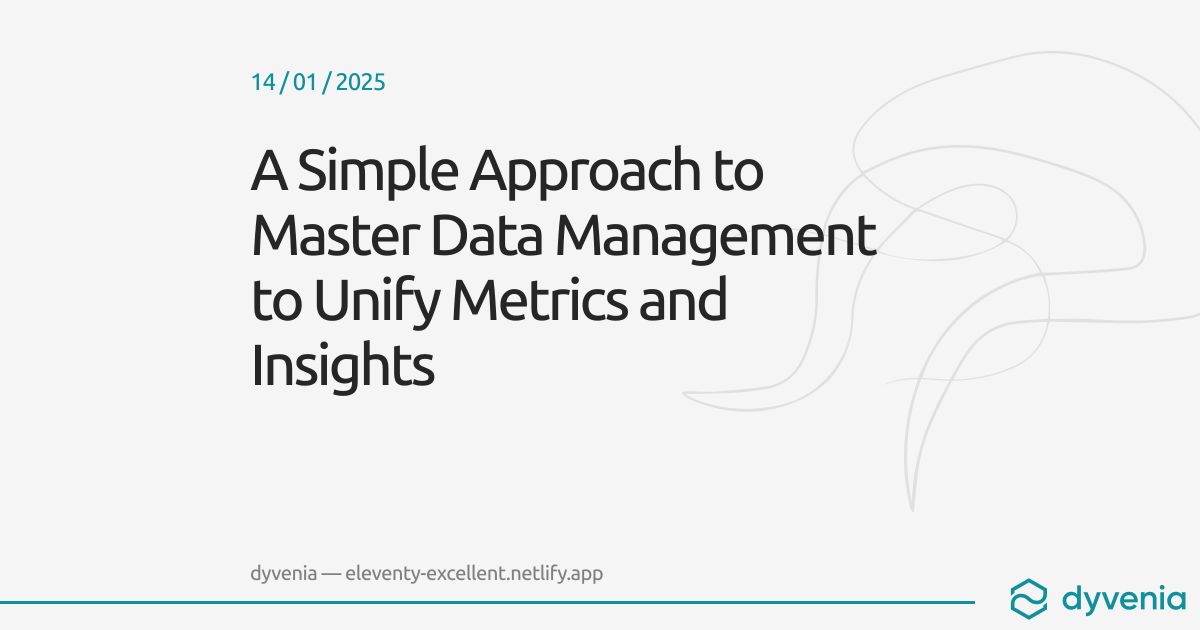 14 / 01 / 2025
A Simple Approach to
Master Data Management
to Unify Metrics and
Insights
dyvenia — eleventy-excellent.netlify.app
dyvenia